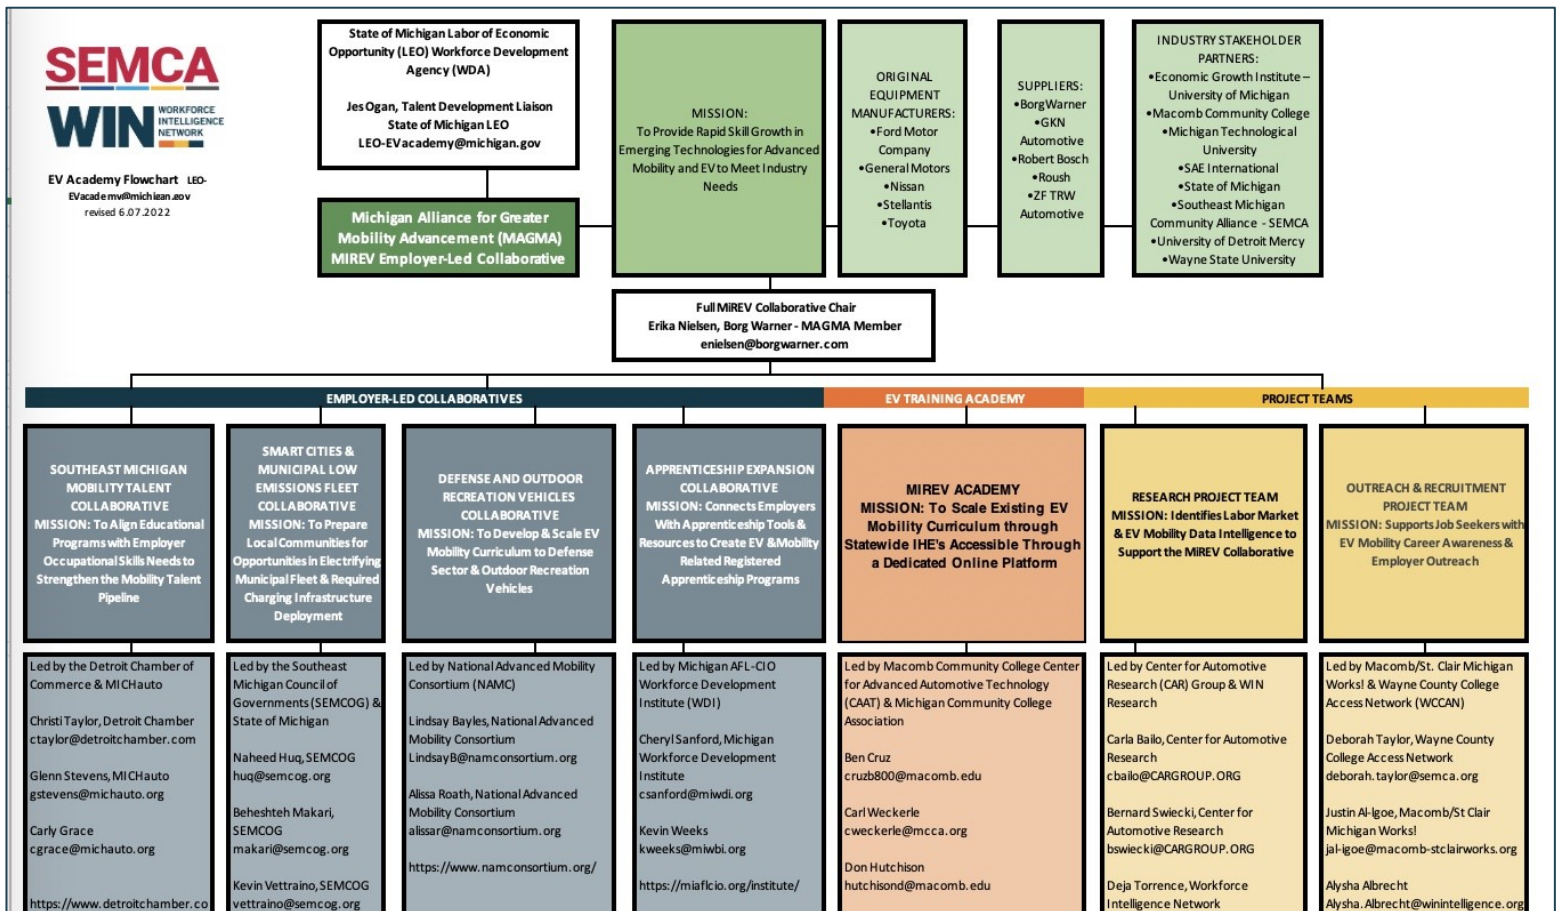 SEMCA
WIN
WORKFORCE
INTELLIGENCE
NETWORK
EV Academy Flowchart LEO-
EVacademy@michigan.gov
revised 6.07.2022
State of Michigan Labor of Economic
Opportunity (LEO) Workforce Development
Agency (WDA)
Jes Ogan, Talent Development Liaison
State of Michigan LEO
LEO-EVacademy@michigan.gov
Michigan Alliance for Greater
Mobility Advancement (MAGMA)
MIREV Employer-Led Collaborative
MISSION:
To Provide Rapid Skill Growth in
Emerging Technologies for Advanced
Mobility and EV to Meet Industry
Needs
ORIGINAL
EQUIPMENT
MANUFACTURERS:
•Ford Motor
Company
•General Motors
•Nissan
•Stellantis
•Toyota
SUPPLIERS:
•BorgWarner
•GKN
Automotive
•Robert Bosch
•Roush
•ZF TRW
Automotive
INDUSTRY STAKEHOLDER
PARTNERS:
•Economic Growth Institute –
University of Michigan
•Macomb Community College
•Michigan Technological
University
•SAE International
•State of Michigan
•Southeast Michigan
Community Alliance - SEMCA
•University of Detroit Mercy
•Wayne State University
Full MiREV Collaborative Chair
Erika Nielsen, Borg Warner - MAGMA Member
enielsen@borgwarner.com
EMPLOYER-LED COLLABORATIVES
EV TRAINING ACADEMY
PROJECT TEAMS
SOUTHEAST MICHIGAN
MOBILITY TALENT
COLLABORATIVE
MISSION: To Align Educational
Programs with Employer
Occupational Skills Needs to
Strengthen the Mobility Talent
Pipeline
SMART CITIES &
MUNICIPAL LOW
EMISSIONS FLEET
COLLABORATIVE
MISSION: To Prepare
Local Communities for
Opportunities in Electrifying
Municipal Fleet & Required
Charging Infrastructure
Deployment
DEFENSE AND OUTDOOR
RECREATION VEHICLES
COLLABORATIVE
MISSION: To Develop & Scale EV
Mobility Curriculum to Defense
Sector & Outdoor Recreation
Vehicles
APPRENTICESHIP EXPANSION
COLLABORATIVE
MISSION: Connects Employers
With Apprenticeship Tools &
Resources to Create EV & Mobility
Related Registered
Apprenticeship Programs
MIREV ACADEMY
MISSION: To Scale Existing EV
Mobility Curriculum through
Statewide IHE's Accessible Through
a Dedicated Online Platform
RESEARCH PROJECT TEAM
MISSION: Identifies Labor Market
& EV Mobility Data Intelligence to
Support the MiREV Collaborative
OUTREACH & RECRUITMENT
PROJECT TEAM
MISSION: Supports Job Seekers with
EV Mobility Career Awareness &
Employer Outreach
Led by the Detroit Chamber of
Commerce & MICHauto
Christi Taylor, Detroit Chamber
ctaylor@detroitchamber.com
Glenn Stevens, MICHauto
gstevens@michauto.org
Carly Grace
cgrace@michauto.org
https://www.detroitchamber.co
Led by the Southeast
Michigan Council of
Governments (SEMCOG) &
State of Michigan
Naheed Huq, SEMCOG
huq@semcog.org
Beheshteh Makari,
SEMCOG
makari@semcog.org
Kevin Vettraino, SEMCOG
vettraino@semcog.org
Led by National Advanced Mobility
Consortium (NAMC)
Lindsay Bayles, National Advanced
Mobility Consortium
LindsayB@namconsortium.org
Alissa Roath, National Advanced
Mobility Consortium
alissar@namconsortium.org
https://www.namconsortium.org/
Led by Michigan AFL-CIO
Workforce Development
Institute (WDI)
Cheryl Sanford, Michigan
Workforce Development
Institute
csanford@miwdi.org
Kevin Weeks
kweeks@miwbi.org
https://miaflcio.org/institute/
Led by Macomb Community College Center
for Advanced Automotive Technology
(CAAT) & Michigan Community College
Association
Ben Cruz
cruzb800@macomb.edu
Carl Weckerle
cweckerle@mcca.org
Don Hutchison
hutchisond@macomb.edu
Led by Center for Automotive
Research (CAR) Group & WIN
Research
Carla Bailo, Center for Automotive
Research
cbailo@CARGROUP.ORG
Bernard Swiecki, Center for
Automotive Research
bswiecki@CARGROUP.ORG
Deja Torrence, Workforce
Intelligence Network
Led by Macomb/St. Clair Michigan
Works! & Wayne County College
Access Network (WCCAN)
Deborah Taylor, Wayne County
College Access Network
deborah.taylor@semca.org
Justin Al-Igoe, Macomb/St Clair
Michigan Works!
jal-igoe@macomb-stclairworks.org
Alysha Albrecht
Alysha.Albrecht@winintelligence.org